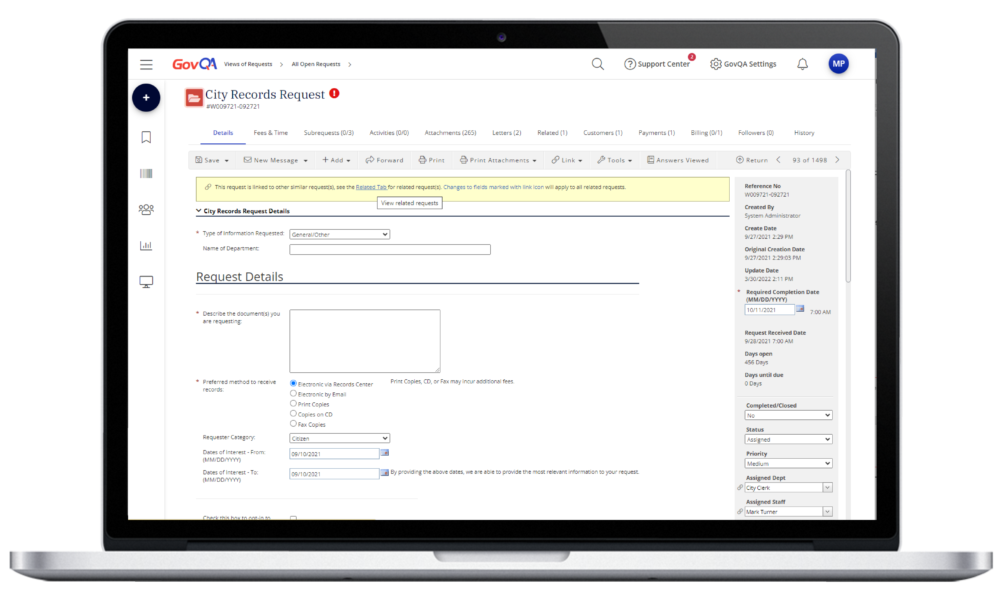 GovQA Views of Requests > All Open Requests >
Support Center 2
GovQA Settings
MP
City Records Request !
#W009721-092721
Details Fees & Time Subrequests (0/3) Activities (0/0) Attachments (265) Letters (2) Related (1) Customers (1) Payments (1) Billing (0/1) Followers (0) History
Save New Message + Add Forward Print Print Attachments Link Tools Answers Viewed Return < 93 of 1498 >
This request is linked to other similar request(s), see the Related Tab for related request(s). Changes to fields marked with link icon will apply to all related requests.
View related requests
City Records Request Details
* Type of Information Requested: General/Other
Name of Department:
Request Details
* Describe the document(s) you
are requesting:
* Preferred method to receive
records:
Electronic via Records Center
Print Copies, CD, or Fax may incur additional fees.
Electronic by Email
Print Copies
Copies on CD
Fax Copies
Requester Category: Citizen
Dates of Interest - From:
(MM/DD/YYYY)
09/10/2021
Dates of Interest - To:
(MM/DD/YYYY)
09/10/2021
By providing the above dates, we are able to provide the most relevant information to your request.
Check this box to opt-in to
Reference No
W009721-092721
Created By
System Administrator
Create Date
9/27/2021 2:29 PM
Original Creation Date
9/27/2021 2:29:03 PM
Update Date
3/30/2022 2:11 PM
* Required Completion Date
(MM/DD/YYYY)
10/11/2021 7:00 AM
Request Received Date
9/28/2021 7:00 AM
Days open
456 Days
Days until due
0 Days
Completed/Closed
No
Status
Assigned
Priority
Medium
Assigned Dept
City Clerk
Assigned Staff
Mark Turner